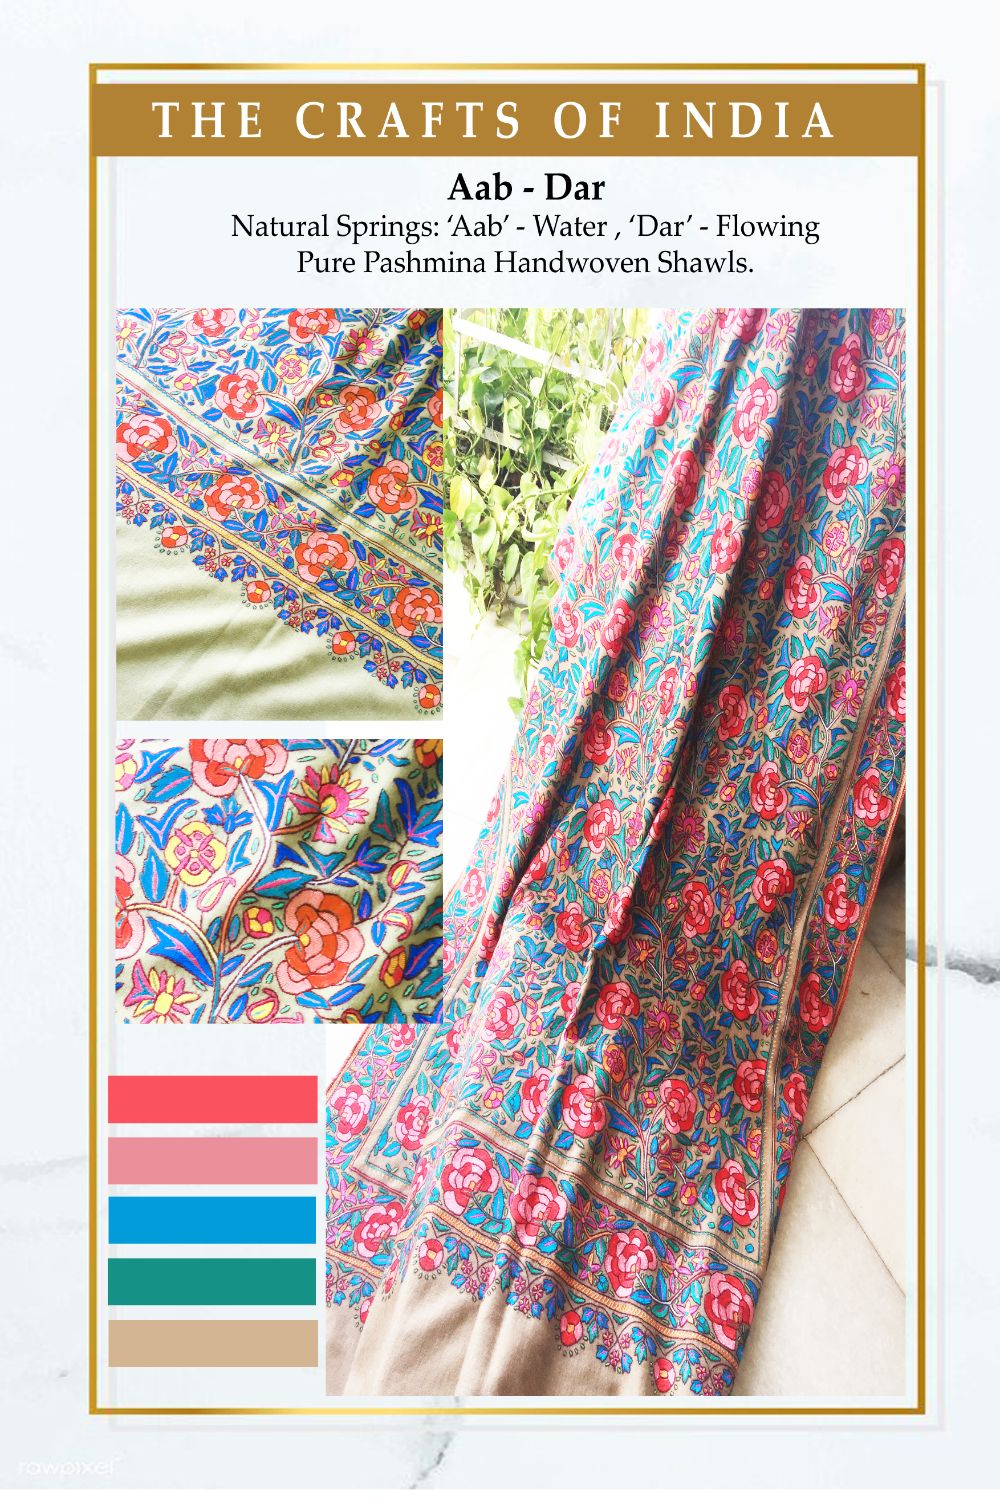 THE CRAFTS OF INDIA
Aab - Dar
Natural Springs: ‘Aab’ - Water , ‘Dar’ - Flowing
Pure Pashmina Handwoven Shawls.
rawpixel